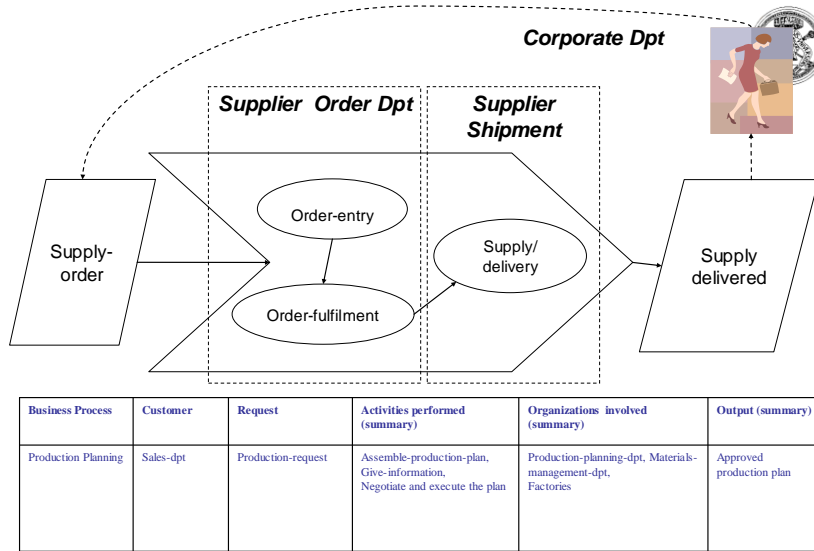 Corporate Dpt
Supplier Order Dpt
Supplier
Shipment
Order-entry
Supply-
order
Supply/
delivery
Supply
delivered
Order-fulfilment
Business Process
Customer
Request
Activities performed
(summary)
Organizations involved
(summary)
Output (summary)
Production Planning
Sales-dpt
Production-request
Assemble-production-plan,
Give-information,
Negotiate and execute the plan
Production-planning-dpt, Materials-
management-dpt,
Factories
Approved
production plan